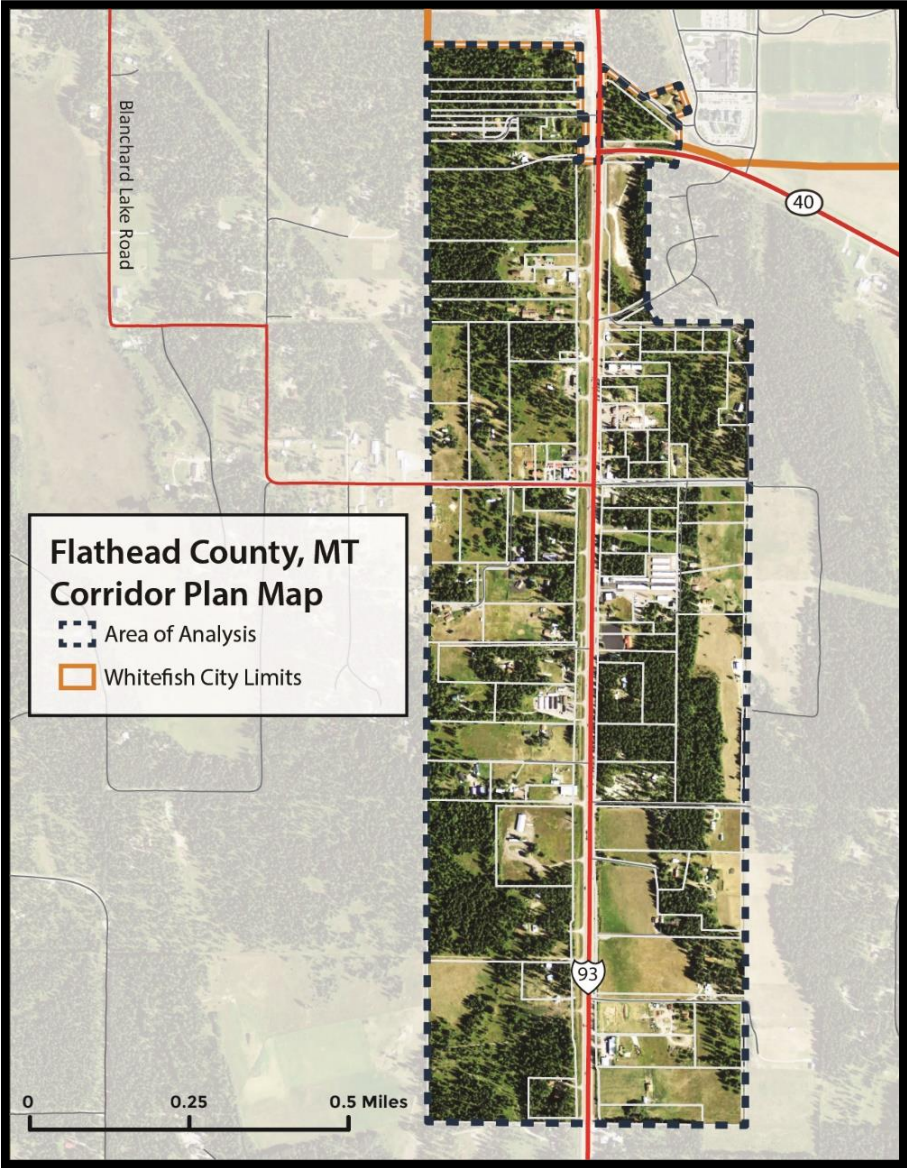 Blanchard Lake Road
40
Flathead County, MT
Corridor Plan Map
Area of Analysis
Whitefish City Limits
93
0 0.25 0.5 Miles